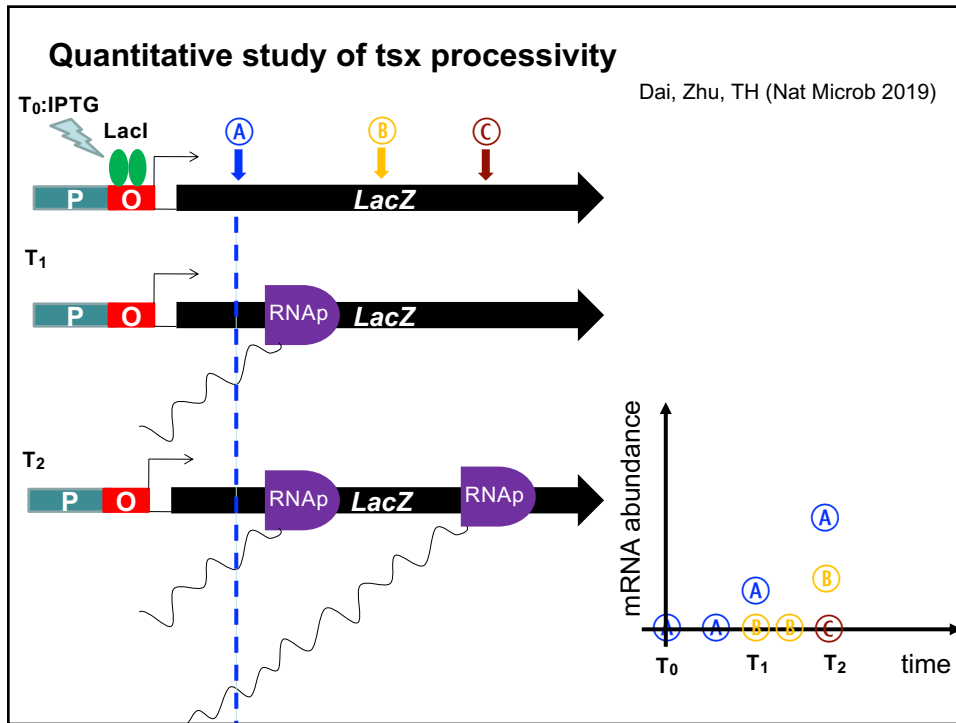 Quantitative study of tsx processivity
Dai, Zhu, TH (Nat Microb 2019)
T0:IPTG
LacI
A
B
C
P
O
LacZ
T1
P
O
RNAp
LacZ
T2
P
O
RNAp
LacZ
RNAp
mRNA abundance
A
B
A
A
A
B
B
C
T0
T1
T2
time